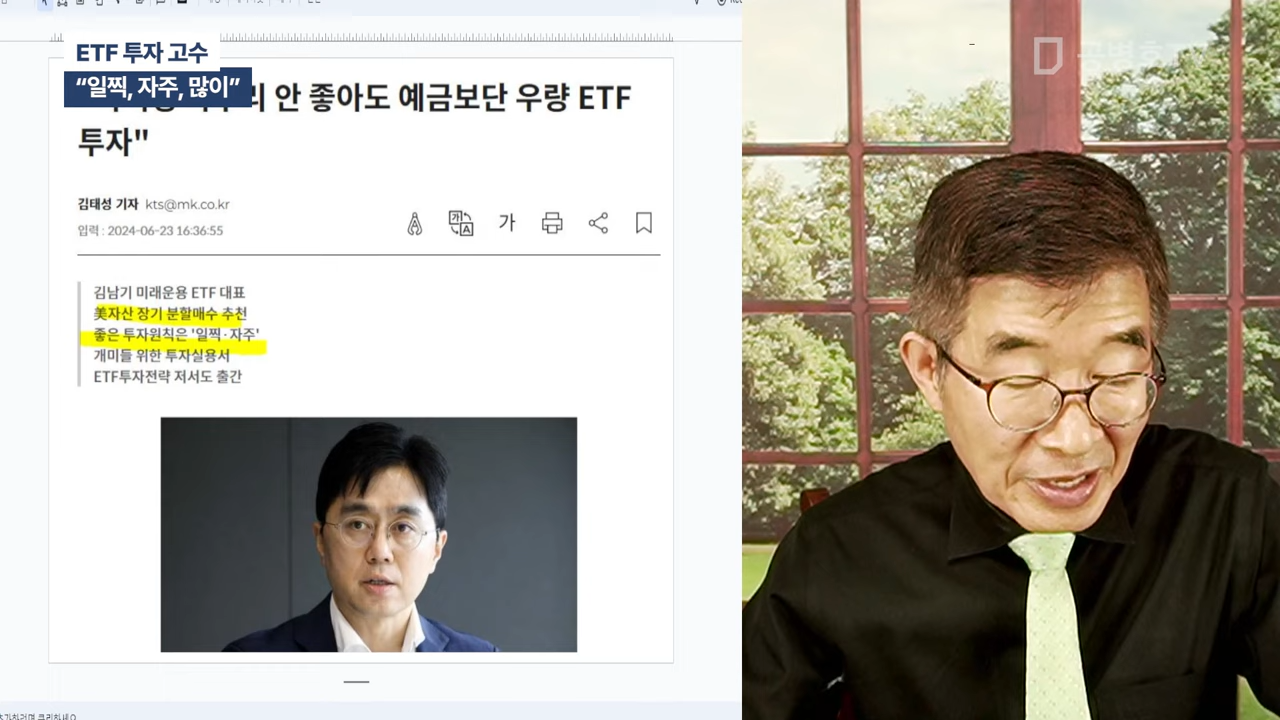 ETF 투자 고수
“일찍, 자주, 많이”
안 좋아도 예금보단 우량 ETF
투자"
김태성 기자 kts@mk.co.kr
입력 : 2024-06-23 16:36:55
가
김남기 미래운용 ETF 대표
美자산 장기 분할매수 추천
좋은 투자원칙은 '일찍·자주'
개미들 위한 투자실용서
ETF투자전략 저서도 출간